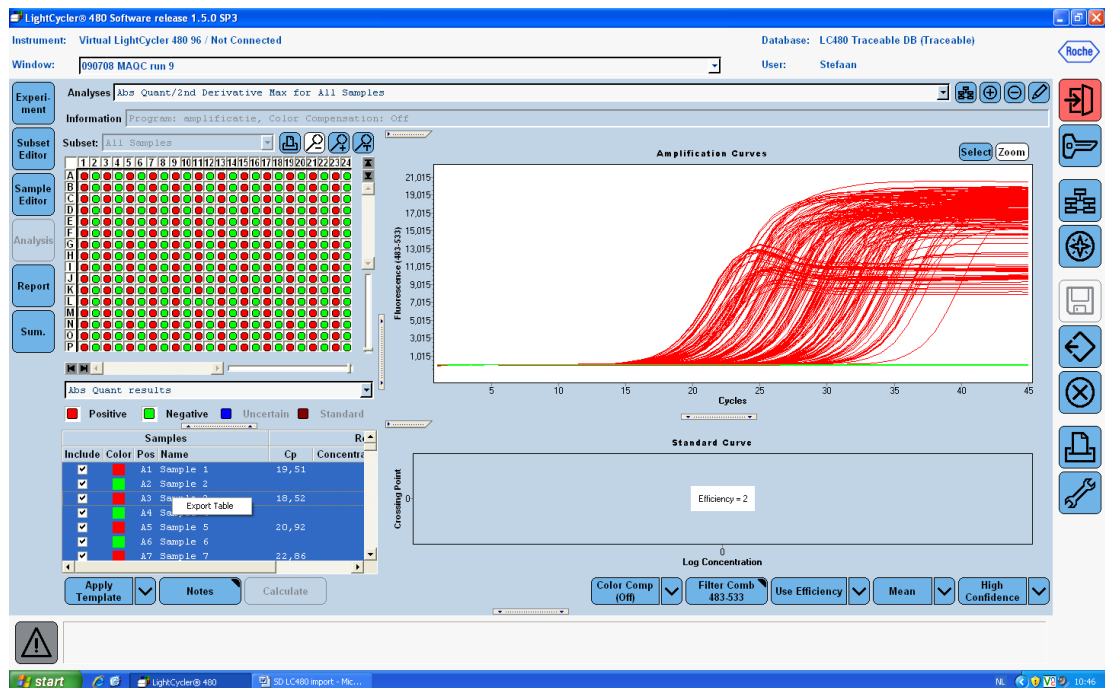 LightCycler® 480 Software release 1.5.0 SP3
Instrument: Virtual LightCycler 480 96 / Not Connected Database: LC480 Traceable DB (Traceable)
Window: 090708 MAQC run 9 User: Stefaan
Roche
Experi-
ment
Subset
Editor
Sample
Editor
Analysis
Report
Sum.
Analyses Abs Quant/2nd Derivative Max for All Samples
Information Program: amplificatie, Color Compensation: Off
Subset: All Samples
1 2 3 4 5 6 7 8 9 10 11 12 13 14 15 16 17 18 19 20 21 22 23 24
A
B
C
D
E
F
G
H
I
J
K
L
M
N
O
P
Abs Quant results
Positive Negative Uncertain Standard
Samples
Include Color Pos Name Cp Concentra
A1 Sample 1 19,51
A2 Sample 2
A3 18,52
A4
A5 Sample 5 20,92
A6 Sample 6
A7 Sample 7 22,86
Export Table
Apply
Template
Notes
Calculate
Amplification Curves
Select Zoom
Fluorescence (483-533)
21,015
19,015
17,015
15,015
13,015
11,015
9,015
7,015
5,015
3,015
1,015
5 10 15 20 25 30 35 40 45
Cycles
Standard Curve
Crossing Point
0
Efficiency = 2
0
Log Concentration
Color Comp
(Off)
Filter Comb
483-533
Use Efficiency
Mean
High
Confidence
start LightCycler® 480 SD LC480 import - Mic... NL 10:46